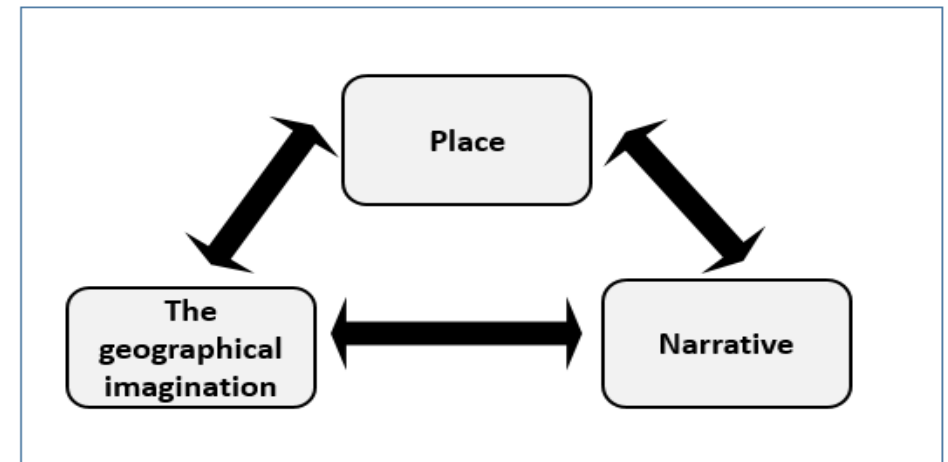 Place
The
geographical
imagination
Narrative